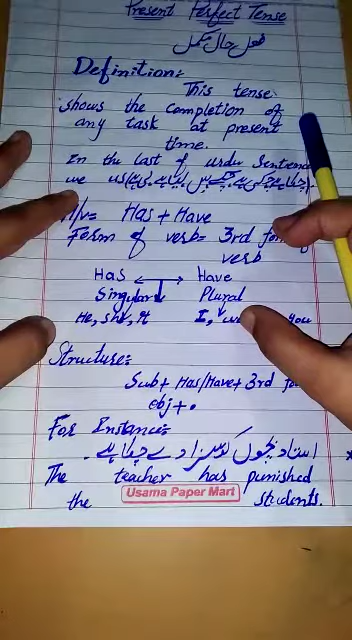 Present Perfect Tense
فعل حال مکمل
Definition:
This tense
shows the completion of
any task at present
time.
In the last of urdu Sentence
we us
H/v= Has + Have
Form of verb= 3rd form of
verb
Has ↔ Have
Singular Plural
He, she, It I, we you
Structure:
Sub + Has/Have + 3rd fo
obj + .
For Instance:
استاد بچوں کو سزا دے چکا ہے۔
The teacher has punished
the students.
Usama Paper Mart